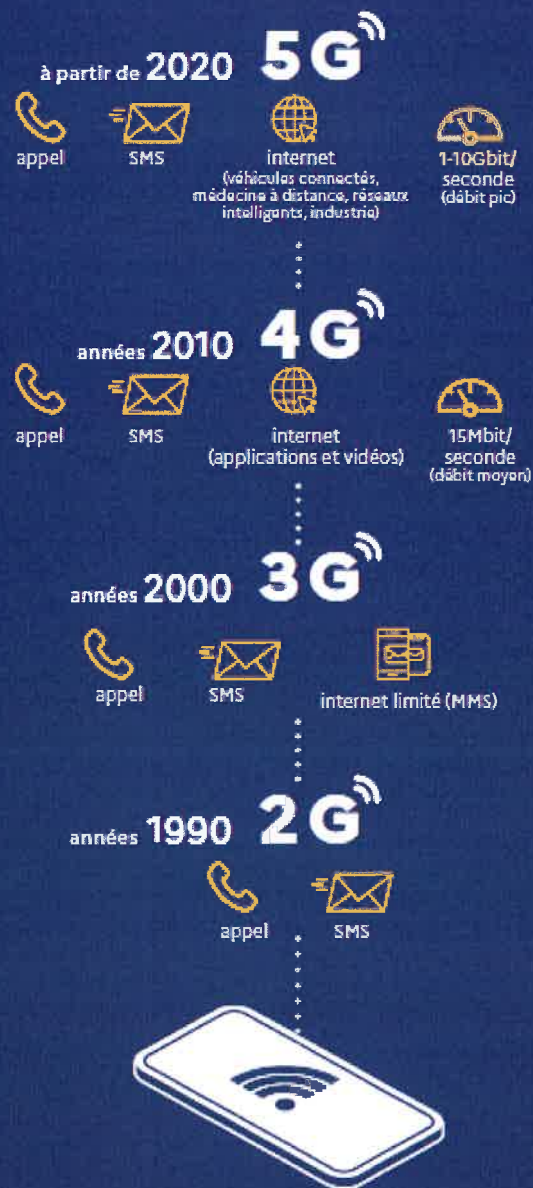 à partir de 2020 5G
appel
SMS
internet
(véhicules connectés,
médecine à distance, réseaux
intelligents, industrie)
1-10Gbit/
seconde
(débit pic)
années 2010 4G
appel
SMS
internet
(applications et vidéos)
15Mbit/
seconde
(débit moyen)
années 2000 3G
appel
SMS
internet limité (MMS)
années 1990 2G
appel
SMS